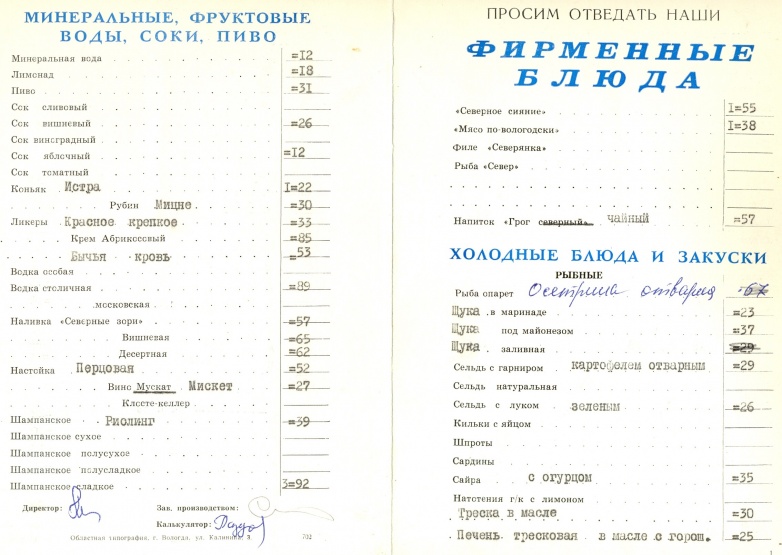 МИНЕРАЛЬНЫЕ, ФРУКТОВЫЕ
ВОДЫ, СОКИ, ПИВО
Минеральная вода =12
Лимонад =18
Пиво =31
Сок сливовый
Сок вишневый =26
Сок виноградный
Сок яблочный =12
Сок томатный
Коньяк Истра I=22
Рубин Мицне =30
Ликеры Красное крепкое =33
Крем Абрикосовый =85
Бычья кровь =53
Водка особая
Водка столичная =89
московская
Наливка «Северные зори» =57
Вишневая =65
Десертная =62
Настойка Перцовая =52
Вино Мускат Мискет =27
Клосте-келлер
Шампанское Риолинг =39
Шампанское сухое
Шампанское полусухое
Шампанское полусладкое
Шампанское сладкое 3=92
Директор:
Зав. производством:
Калькулятор:
Областная типография, г. Вологда, ул. Калинина, 3. 702
ПРОСИМ ОТВЕДАТЬ НАШИ
ФИРМЕННЫЕ
БЛЮДА
«Северное сияние» I=55
«Мясо по-вологодски» I=38
Филе «Северянка»
Рыба «Север»
Напиток «Грог северный» чайный =57
ХОЛОДНЫЕ БЛЮДА И ЗАКУСКИ
РЫБНЫЕ
Рыба опарет Осетрина отварная =67
Щука в маринаде =23
Щука под майонезом =37
Щука заливная =29
Сельдь с гарниром картофелем отварным =29
Сельдь натуральная
Сельдь с луком зеленым =26
Кильки с яйцом
Шпроты
Сардины
Сайра с огурцом =35
Натотения г/к с лимоном
Треска в масле =30
Печень тресковая в масле с горош. =25